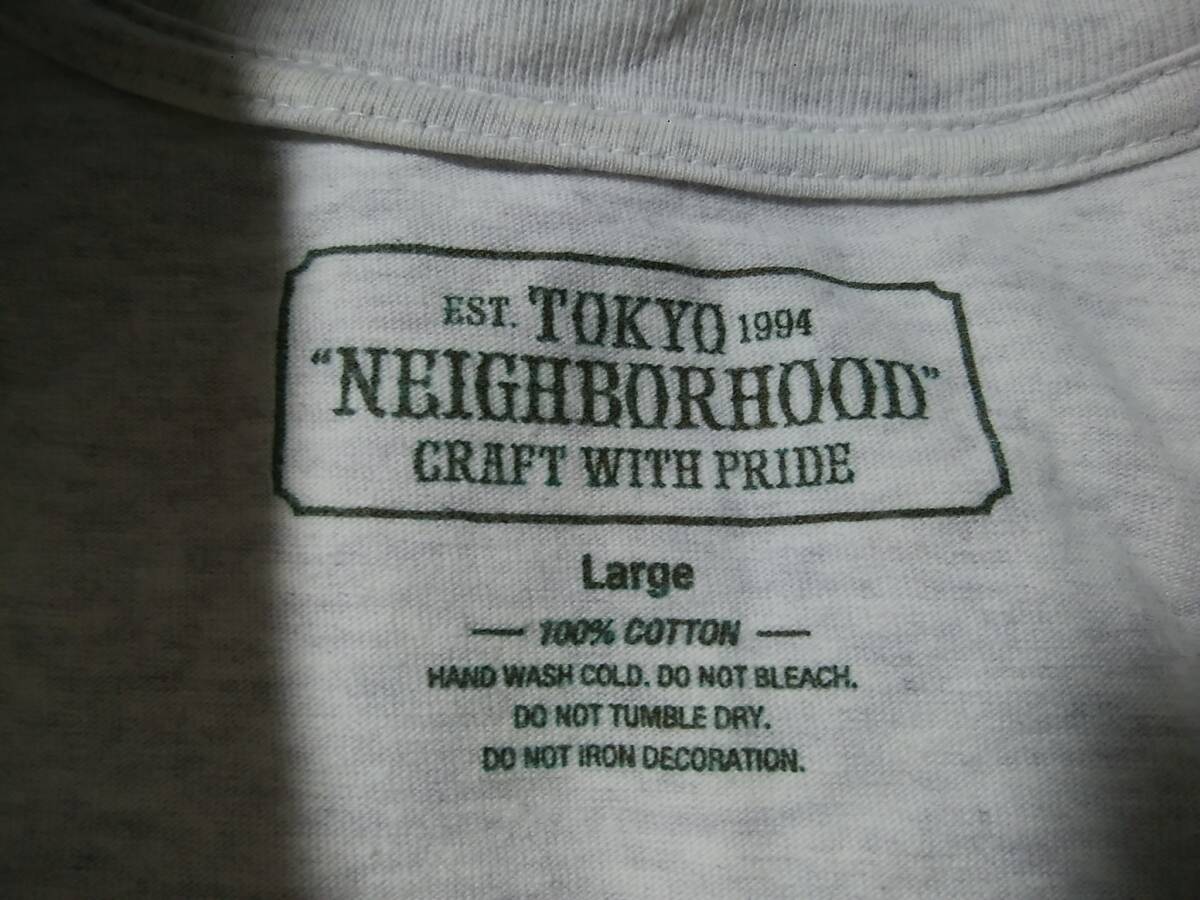 EST. TOKYO 1994
"NEIGHBORHOOD"
CRAFT WITH PRIDE
Large
— 100% COTTON —
HAND WASH COLD. DO NOT BLEACH.
DO NOT TUMBLE DRY.
DO NOT IRON DECORATION.